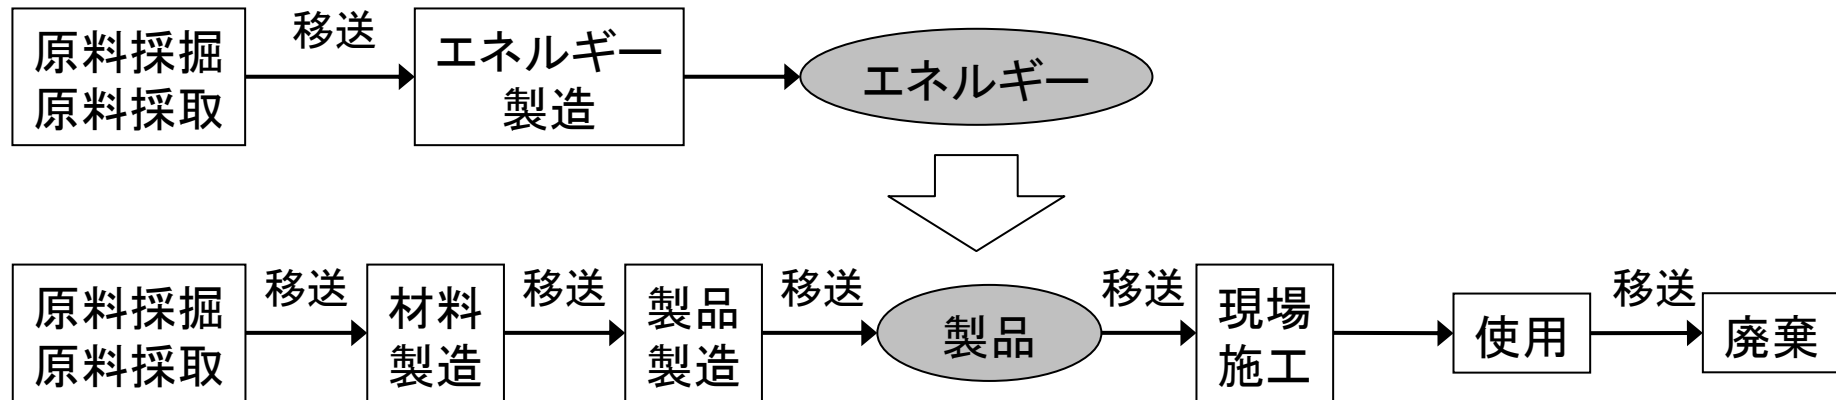 移送
原料採掘
原料採取
エネルギー
製造
エネルギー
移送
移送
移送
移送
移送
原料採掘
原料採取
材料
製造
製品
製造
製品
現場
施工
使用
廃棄